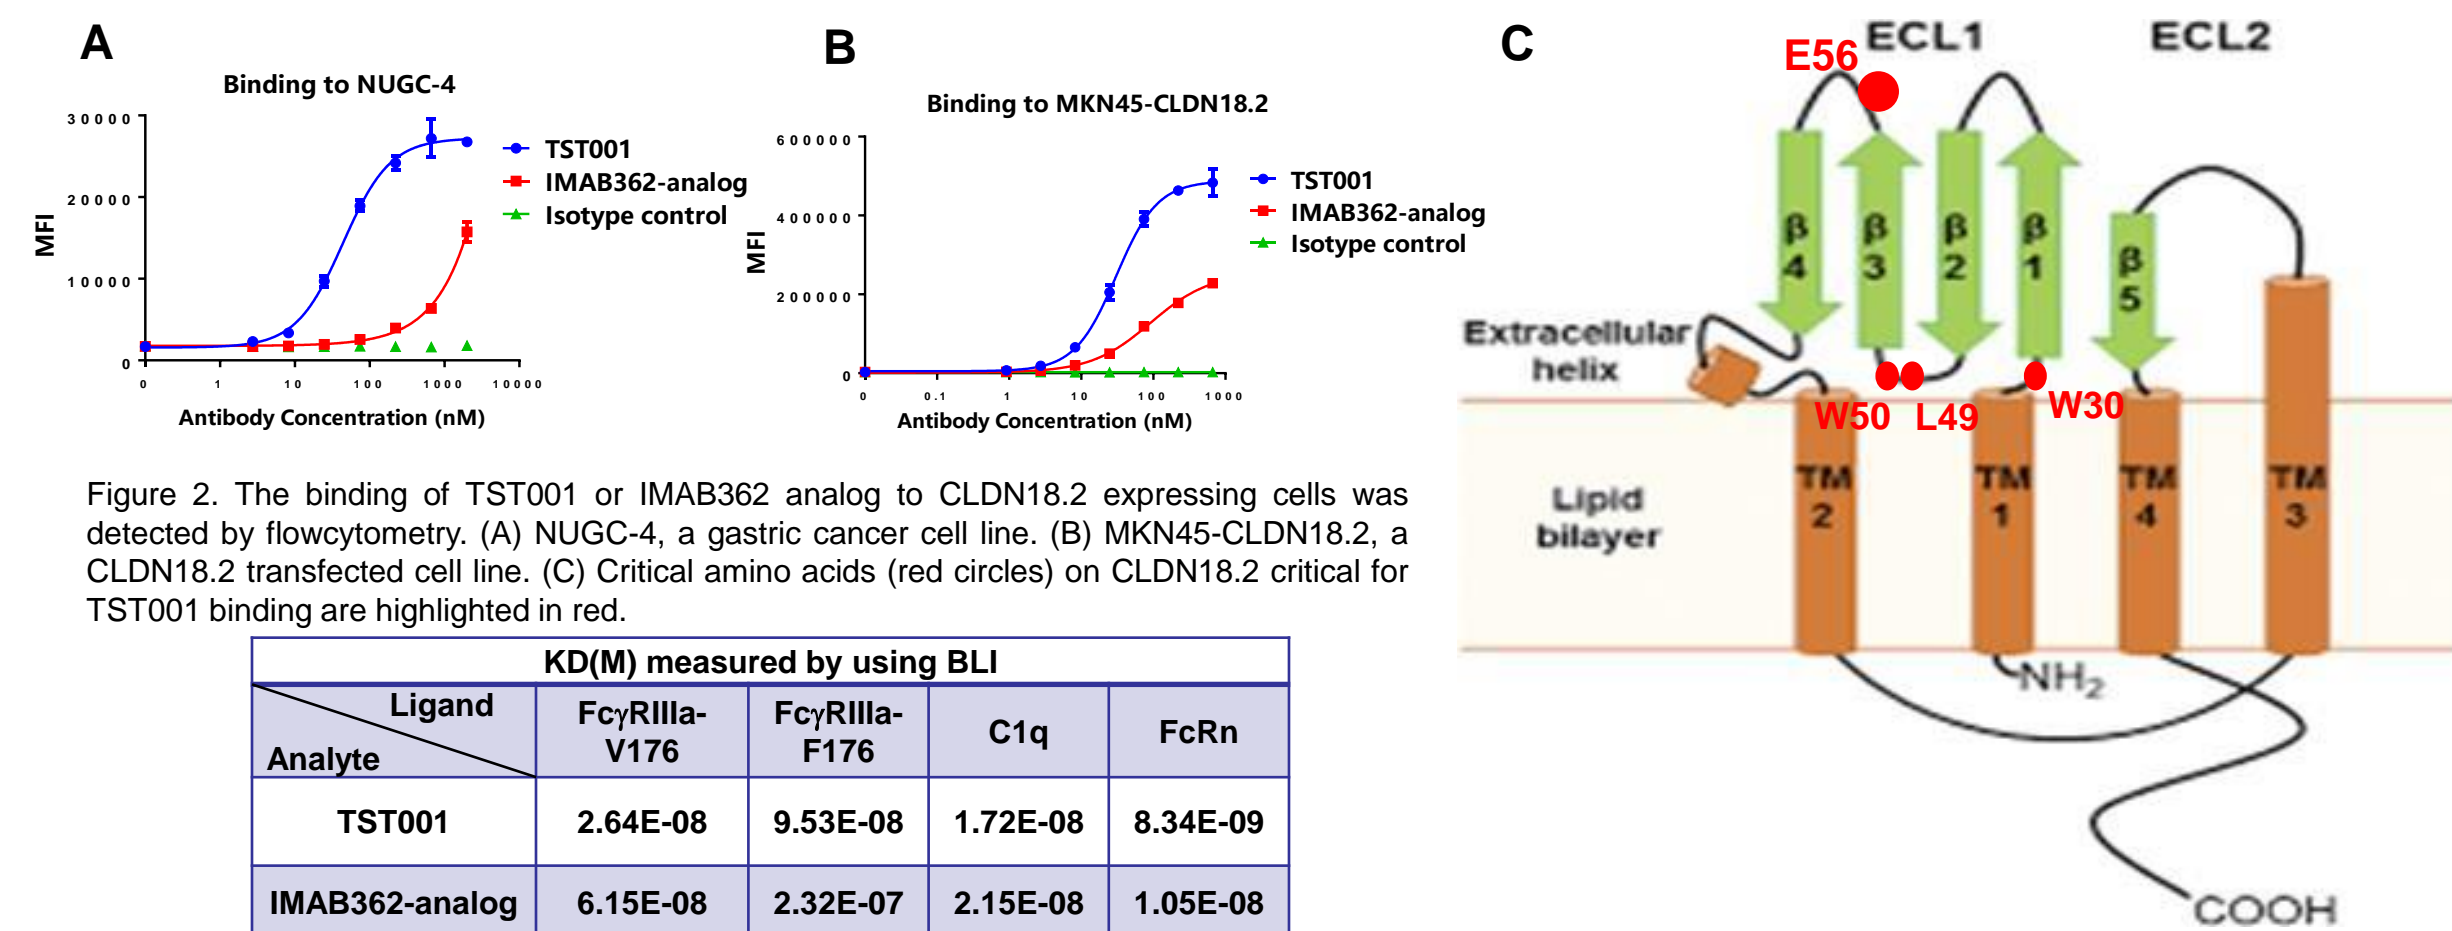 A
Binding to NUGC-4
30000
20000
10000
0
MFI
0 1 10 100 1000 10000
Antibody Concentration (nM)
TST001
IMAB362-analog
Isotype control
B
Binding to MKN45-CLDN18.2
600000
400000
200000
0
MFI
0 0.1 1 10 100 1000
Antibody Concentration (nM)
TST001
IMAB362-analog
Isotype control
C
ECL1
ECL2
E56
β4
β3
β2
β1
β5
Extracellular
helix
W50
L49
W30
Lipid
bilayer
TM
2
TM
1
TM
4
TM
3
NH2
COOH
Figure 2. The binding of TST001 or IMAB362 analog to CLDN18.2 expressing cells was
detected by flowcytometry. (A) NUGC-4, a gastric cancer cell line. (B) MKN45-CLDN18.2, a
CLDN18.2 transfected cell line. (C) Critical amino acids (red circles) on CLDN18.2 critical for
TST001 binding are highlighted in red.
KD(M) measured by using BLI
Ligand
Analyte
FcγRIIIa-
V176
FcγRIIIa-
F176
C1q
FcRn
TST001 2.64E-08 9.53E-08 1.72E-08 8.34E-09
IMAB362-analog 6.15E-08 2.32E-07 2.15E-08 1.05E-08